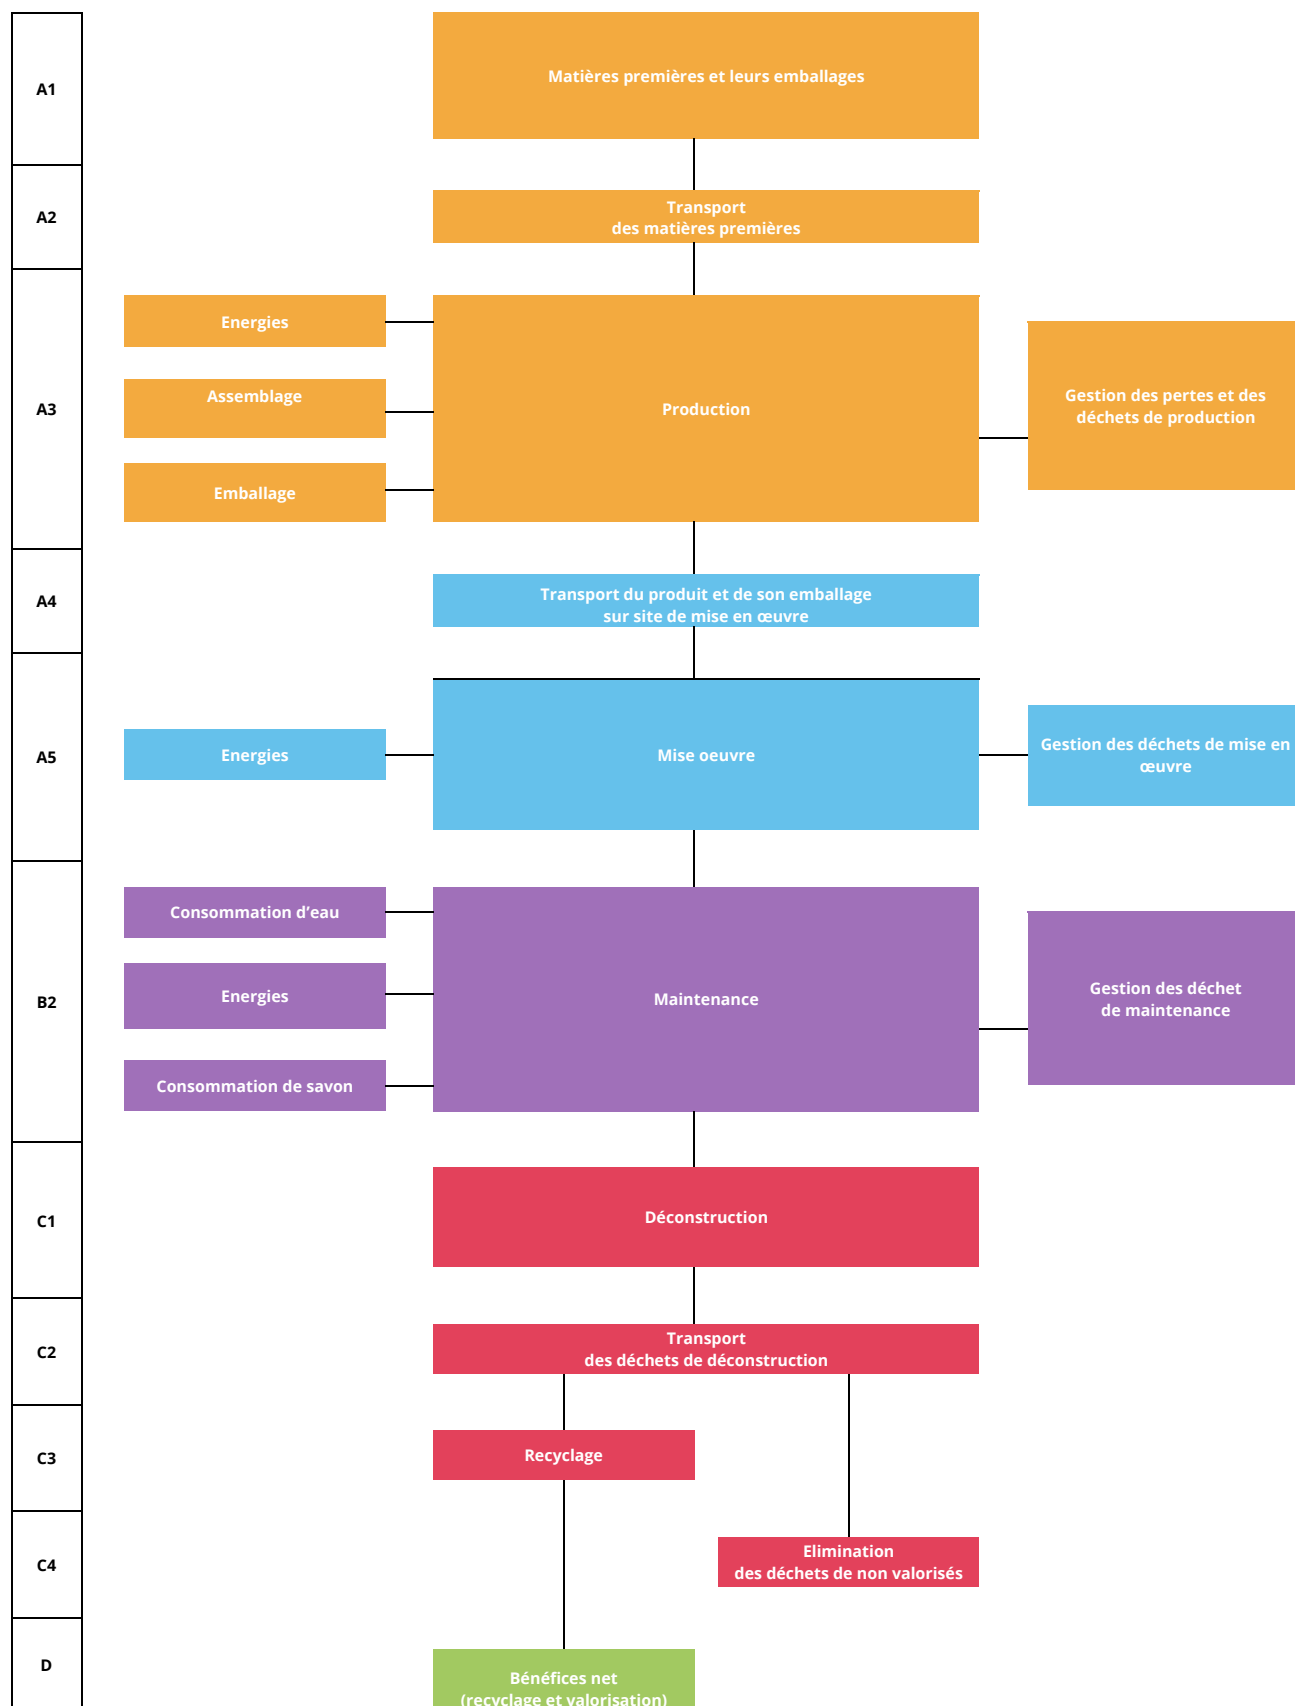 A1
Matières premières et leurs emballages
A2
Transport
des matières premières
A3
Energies
Assemblage
Emballage
Production
Gestion des pertes et des
déchets de production
A4
Transport du produit et de son emballage
sur site de mise en œuvre
A5
Energies
Mise oeuvre
Gestion des déchets de mise en
œuvre
B2
Consommation d’eau
Energies
Consommation de savon
Maintenance
Gestion des déchet
de maintenance
C1
Déconstruction
C2
Transport
des déchets de déconstruction
C3
Recyclage
C4
Elimination
des déchets de non valorisés
D
Bénéfices net
(recyclage et valorisation)